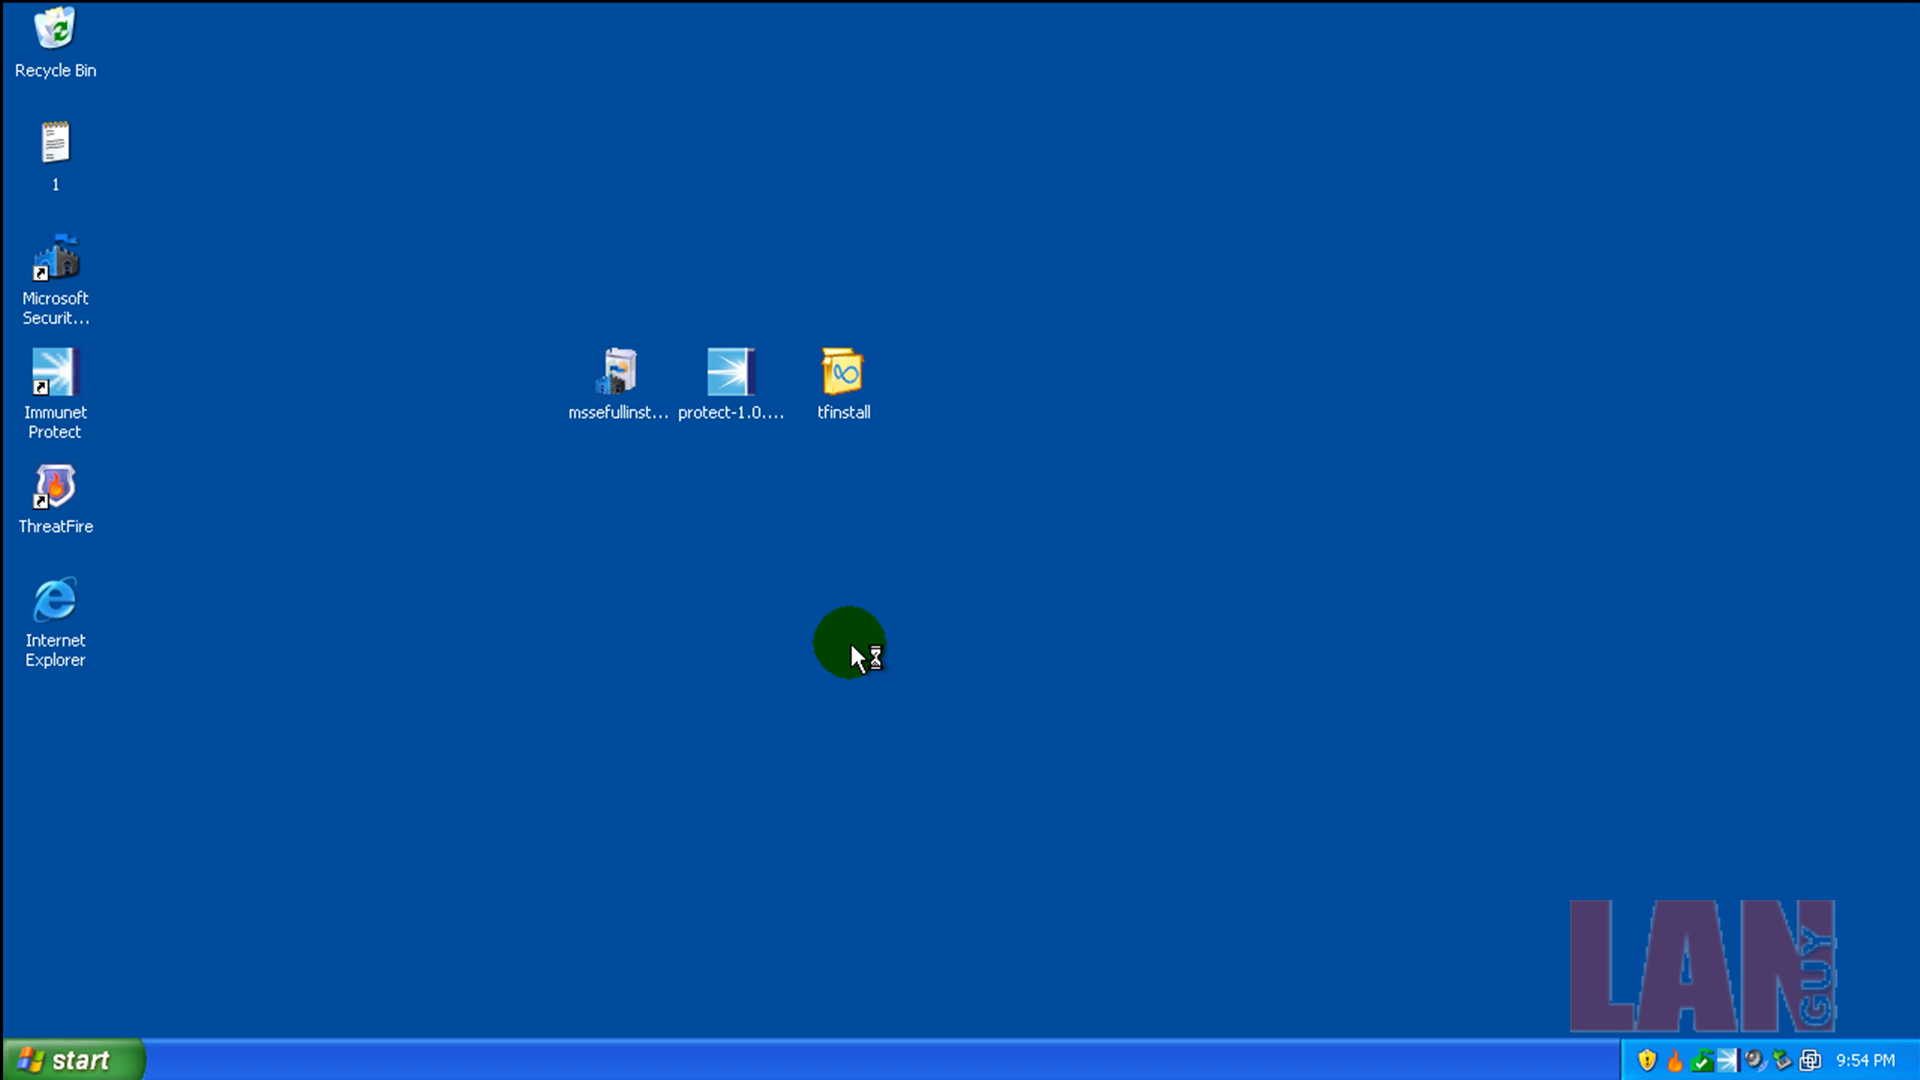 Recycle Bin
1
Microsoft
Securit...
Immunet
Protect
ThreatFire
Internet
Explorer
mssefullinst...
protect-1.0....
tfinstall
LAN
GUY
start
9:54 PM